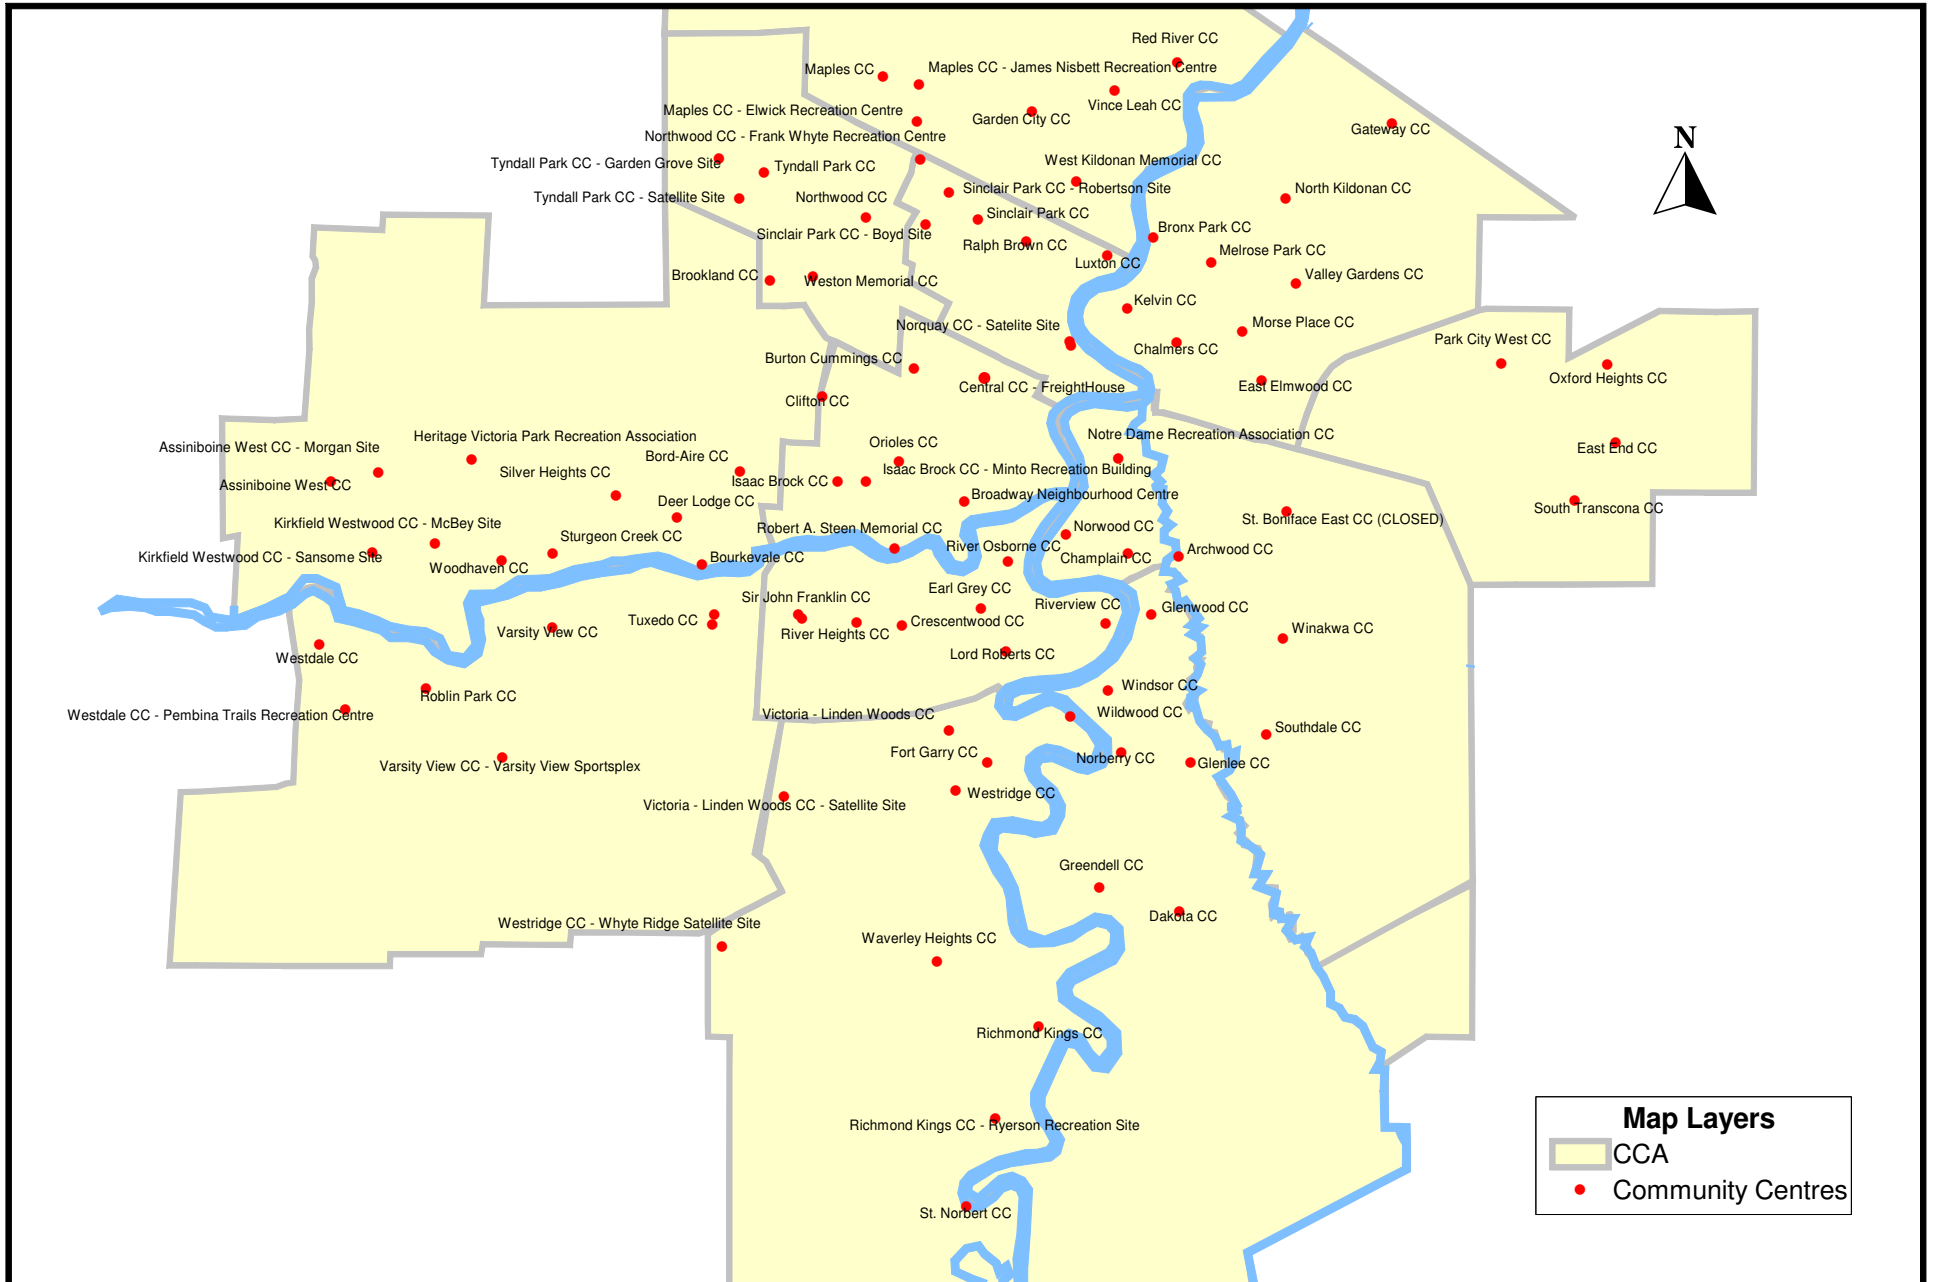 Red River CC
Maples CC
Maples CC - James Nisbett Recreation Centre
Vince Leah CC
Maples CC - Elwick Recreation Centre
Garden City CC
Gateway CC
N
Northwood CC - Frank Whyte Recreation Centre
Tyndall Park CC - Garden Grove Site
Tyndall Park CC
West Kildonan Memorial CC
Sinclair Park CC - Robertson Site
North Kildonan CC
Tyndall Park CC - Satellite Site
Northwood CC
Sinclair Park CC
Sinclair Park CC - Boyd Site
Bronx Park CC
Ralph Brown CC
Melrose Park CC
Luxton CC
Brookland CC
Weston Memorial CC
Valley Gardens CC
Kelvin CC
Norquay CC - Satelite Site
Morse Place CC
Park City West CC
Chalmers CC
Burton Cummings CC
Oxford Heights CC
Central CC - FreightHouse
East Elmwood CC
Clifton CC
Heritage Victoria Park Recreation Association
Notre Dame Recreation Association CC
Assiniboine West CC - Morgan Site
Orioles CC
East End CC
Bord-Aire CC
Silver Heights CC
Isaac Brock CC - Minto Recreation Building
Assiniboine West CC
Isaac Brock CC
Deer Lodge CC
Broadway Neighbourhood Centre
South Transcona CC
St. Boniface East CC (CLOSED)
Kirkfield Westwood CC - McBey Site
Robert A. Steen Memorial CC
Norwood CC
Sturgeon Creek CC
River Osborne CC
Archwood CC
Kirkfield Westwood CC - Sansome Site
Bourkevale CC
Champlain CC
Woodhaven CC
Earl Grey CC
Sir John Franklin CC
Riverview CC
Glenwood CC
Tuxedo CC
Crescentwood CC
Winakwa CC
Varsity View CC
River Heights CC
Westdale CC
Lord Roberts CC
Windsor CC
Roblin Park CC
Westdale CC - Pembina Trails Recreation Centre
Victoria - Linden Woods CC
Wildwood CC
Southdale CC
Fort Garry CC
Norberry CC
Glenlee CC
Varsity View CC - Varsity View Sportsplex
Westridge CC
Victoria - Linden Woods CC - Satellite Site
Greendell CC
Dakota CC
Westridge CC - Whyte Ridge Satellite Site
Waverley Heights CC
Richmond Kings CC
Richmond Kings CC - Ryerson Recreation Site
St. Norbert CC
Map Layers
CCA
Community Centres